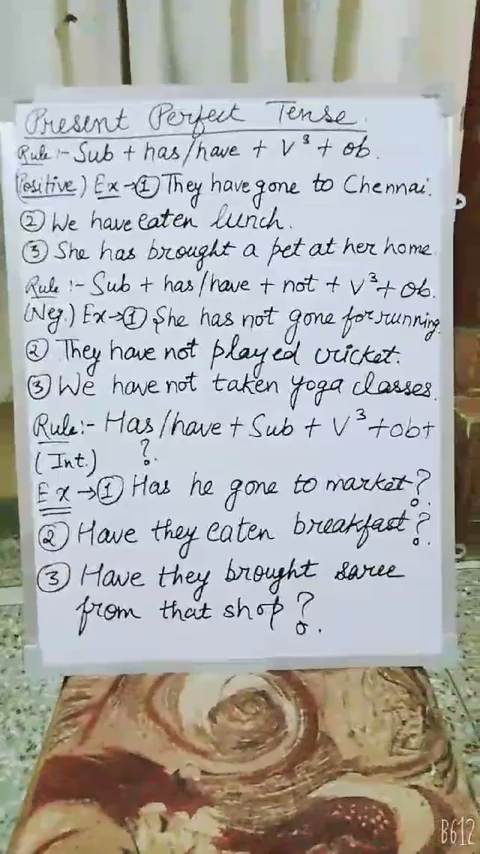 Present Perfect Tense.
Rule:- Sub + has/have + V³ + ob.
(Positive) Ex→① They have gone to Chennai.
② We have eaten lunch.
③ She has brought a pet at her home.
Rule:- Sub + has/have + not + V³ + ob.
(Neg.) Ex→① She has not gone for running.
② They have not played cricket.
③ We have not taken yoga classes.
Rule:- Has/have + Sub + V³ + ob +
(Int.) ?
Ex→① Has he gone to market?
② Have they eaten breakfast?
③ Have they brought saree
from that shop?
B612